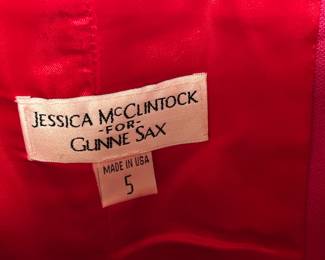 JESSICA MCCLINTOCK
-FOR-
GUNNE SAX
MADE IN USA
5